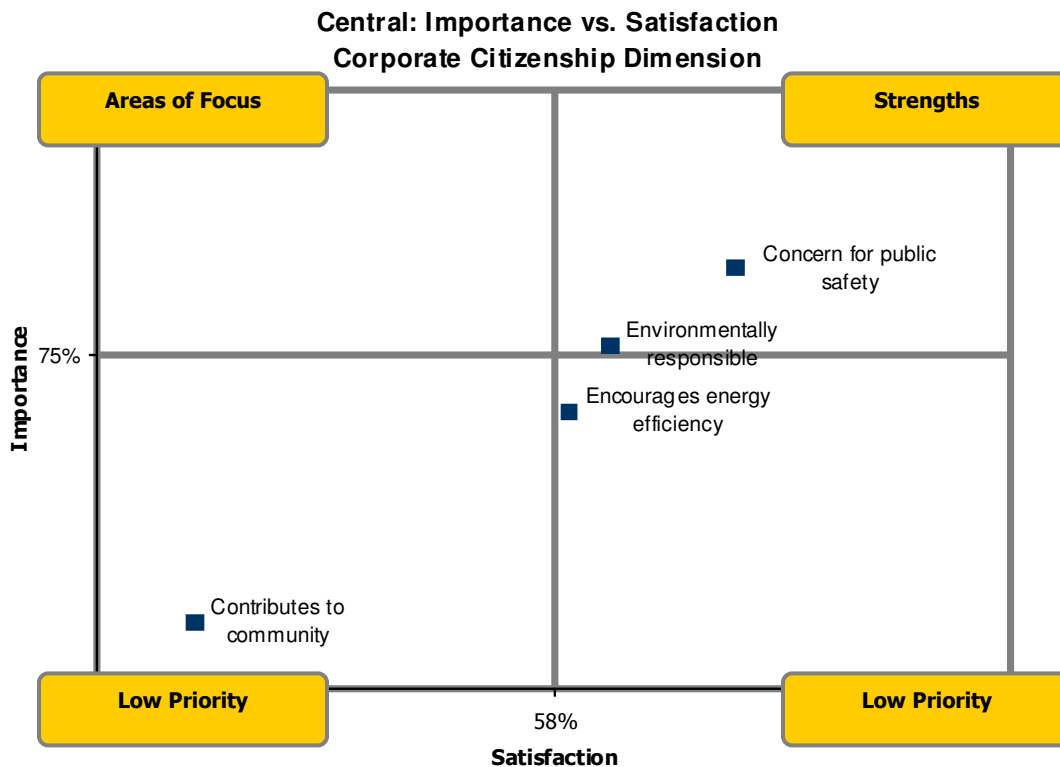 Central: Importance vs. Satisfaction
Corporate Citizenship Dimension
Areas of Focus
Strengths
Concern for public
safety
Environmentally
responsible
75%
Importance
Encourages energy
efficiency
Contributes to
community
Low Priority
Low Priority
58%
Satisfaction